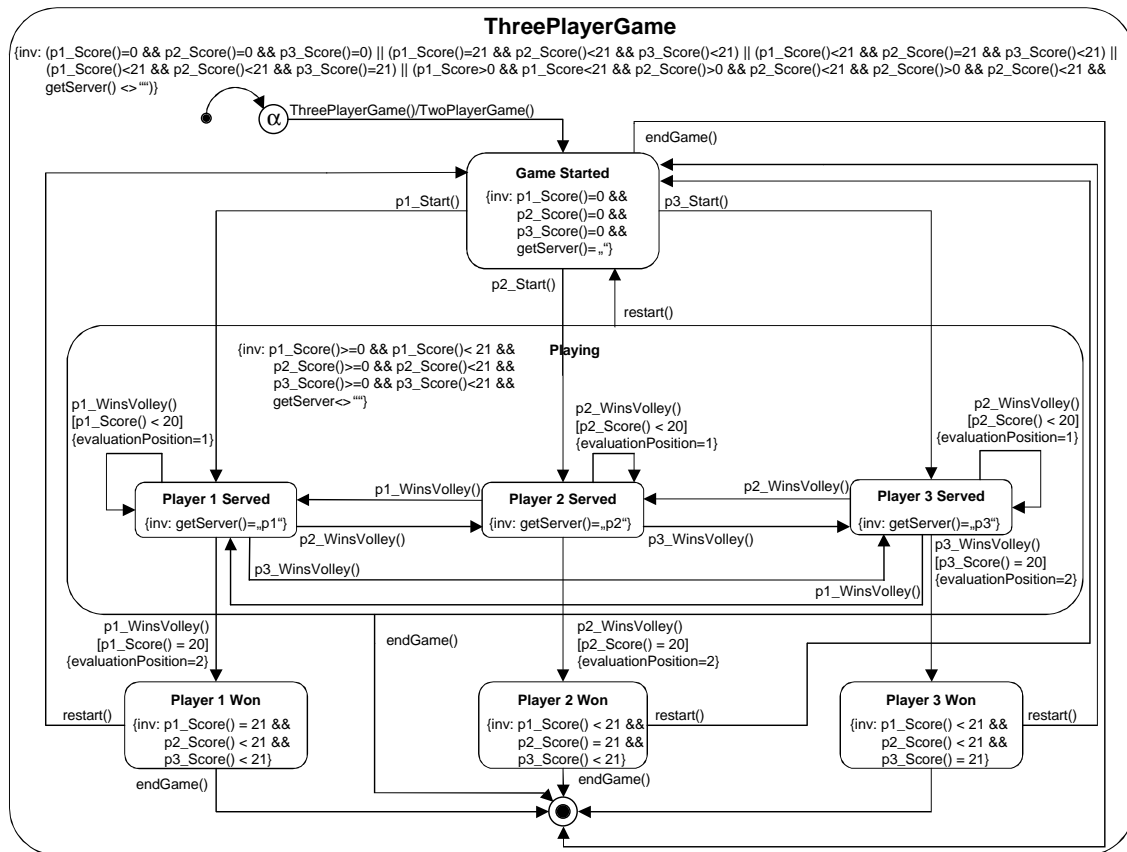 ThreePlayerGame
{inv: (p1_Score()=0 && p2_Score()=0 && p3_Score()=0) || (p1_Score()=21 && p2_Score()<21 && p3_Score()<21) || (p1_Score()<21 && p2_Score()=21 && p3_Score()<21) ||
(p1_Score()<21 && p2_Score()<21 && p3_Score()=21) || (p1_Score>0 && p1_Score<21 && p2_Score()>0 && p2_Score()<21 && p2_Score()>0 && p2_Score()<21 &&
getServer() <>““)}
α
ThreePlayerGame()/TwoPlayerGame()
endGame()
Game Started
{inv: p1_Score()=0 &&
p2_Score()=0 &&
p3_Score()=0 &&
getServer()=„“}
p1_Start()
p3_Start()
p2_Start()
restart()
Playing
{inv: p1_Score()>=0 && p1_Score()< 21 &&
p2_Score()>=0 && p2_Score()<21 &&
p3_Score()>=0 && p3_Score()<21 &&
getServer<>““}
p1_WinsVolley()
[p1_Score() < 20]
{evaluationPosition=1}
p2_WinsVolley()
[p2_Score() < 20]
{evaluationPosition=1}
p2_WinsVolley()
[p2_Score() < 20]
{evaluationPosition=1}
Player 1 Served
{inv: getServer()=„p1“}
p1_WinsVolley()
Player 2 Served
{inv: getServer()=„p2“}
p2_WinsVolley()
Player 3 Served
{inv: getServer()=„p3“}
p2_WinsVolley()
p3_WinsVolley()
p3_WinsVolley()
p3_WinsVolley()
[p3_Score() = 20]
{evaluationPosition=2}
p1_WinsVolley()
p1_WinsVolley()
[p1_Score() = 20]
{evaluationPosition=2}
endGame()
p2_WinsVolley()
[p2_Score() = 20]
{evaluationPosition=2}
Player 1 Won
{inv: p1_Score() = 21 &&
p2_Score() < 21 &&
p3_Score() < 21}
restart()
Player 2 Won
{inv: p1_Score() < 21 &&
p2_Score() = 21 &&
p3_Score() < 21}
restart()
Player 3 Won
{inv: p1_Score() < 21 &&
p2_Score() < 21 &&
p3_Score() = 21}
restart()
endGame()
endGame()